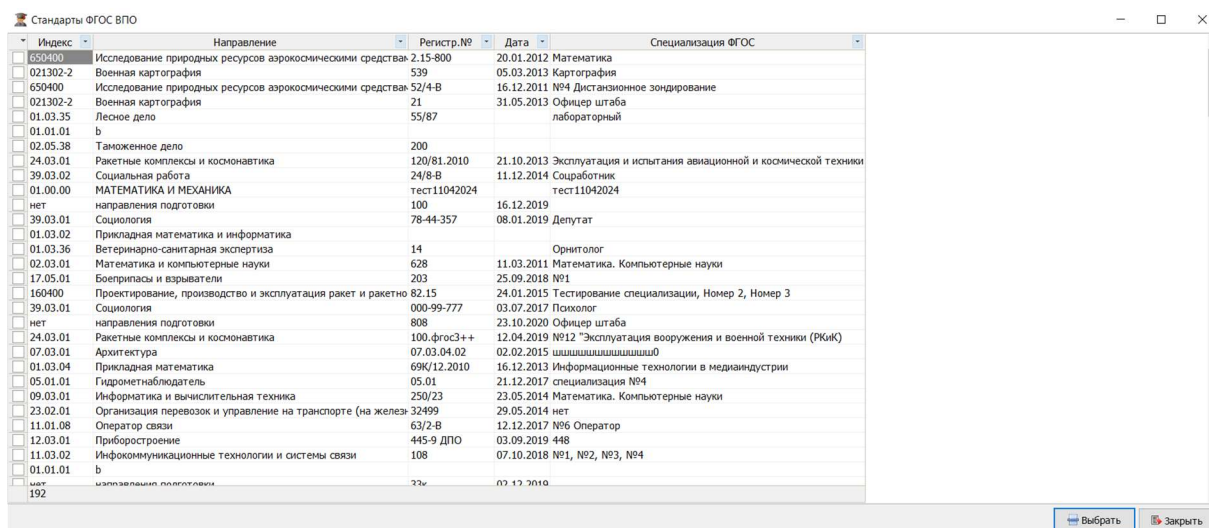 Стандарты ФГОС ВПО
Индекс Направление Регистр.№ Дата Специализация ФГОС
650400 Исследование природных ресурсов аэрокосмическими средствам 2.15-800 20.01.2012 Математика
021302-2 Военная картография 539 05.03.2013 Картография
650400 Исследование природных ресурсов аэрокосмическими средствам 52/4-В 16.12.2011 №4 Дистанзионное зондирование
021302-2 Военная картография 21 31.05.2013 Офицер штаба
01.03.35 Лесное дело 55/87 лабораторный
01.01.01 b
02.05.38 Таможенное дело 200
24.03.01 Ракетные комплексы и космонавтика 120/81.2010 21.10.2013 Эксплуатация и испытания авиационной и космической техники
39.03.02 Социальная работа 24/8-В 11.12.2014 Соцработник
01.00.00 МАТЕМАТИКА И МЕХАНИКА тест11042024 тест11042024
нет направления подготовки 100 16.12.2019
39.03.01 Социология 78-44-357 08.01.2019 Депутат
01.03.02 Прикладная математика и информатика
01.03.36 Ветеринарно-санитарная экспертиза 14 Орнитолог
02.03.01 Математика и компьютерные науки 628 11.03.2011 Математика. Компьютерные науки
17.05.01 Боеприпасы и взрыватели 203 25.09.2018 №1
160400 Проектирование, производство и эксплуатация ракет и ракетно 82.15 24.01.2015 Тестирование специализации, Номер 2, Номер 3
39.03.01 Социология 000-99-777 03.07.2017 Психолог
нет направления подготовки 808 23.10.2020 Офицер штаба
24.03.01 Ракетные комплексы и космонавтика 100.фгос3++ 12.04.2019 №12 "Эксплуатация вооружения и военной техники (РКиК)
07.03.01 Архитектура 07.03.04.02 02.02.2015
01.03.04 Прикладная математика 69К/12.2010 16.12.2013 Информационные технологии в медиаиндустрии
05.01.01 Гидрометнаблюдатель 05.01 21.12.2017 специализация №4
09.03.01 Информатика и вычислительная техника 250/23 23.05.2014 Математика. Компьютерные науки
23.02.01 Организация перевозок и управление на транспорте (на желез 32499 29.05.2014 нет
11.01.08 Оператор связи 63/2-В 12.12.2017 №6 Оператор
12.03.01 Приборостроение 445-9 ДПО 03.09.2019 448
11.03.02 Инфокоммуникационные технологии и системы связи 108 07.10.2018 №1, №2, №3, №4
01.01.01 b
нет направления подготовки 33к 02.12.2019
192
Выбрать Закрыть